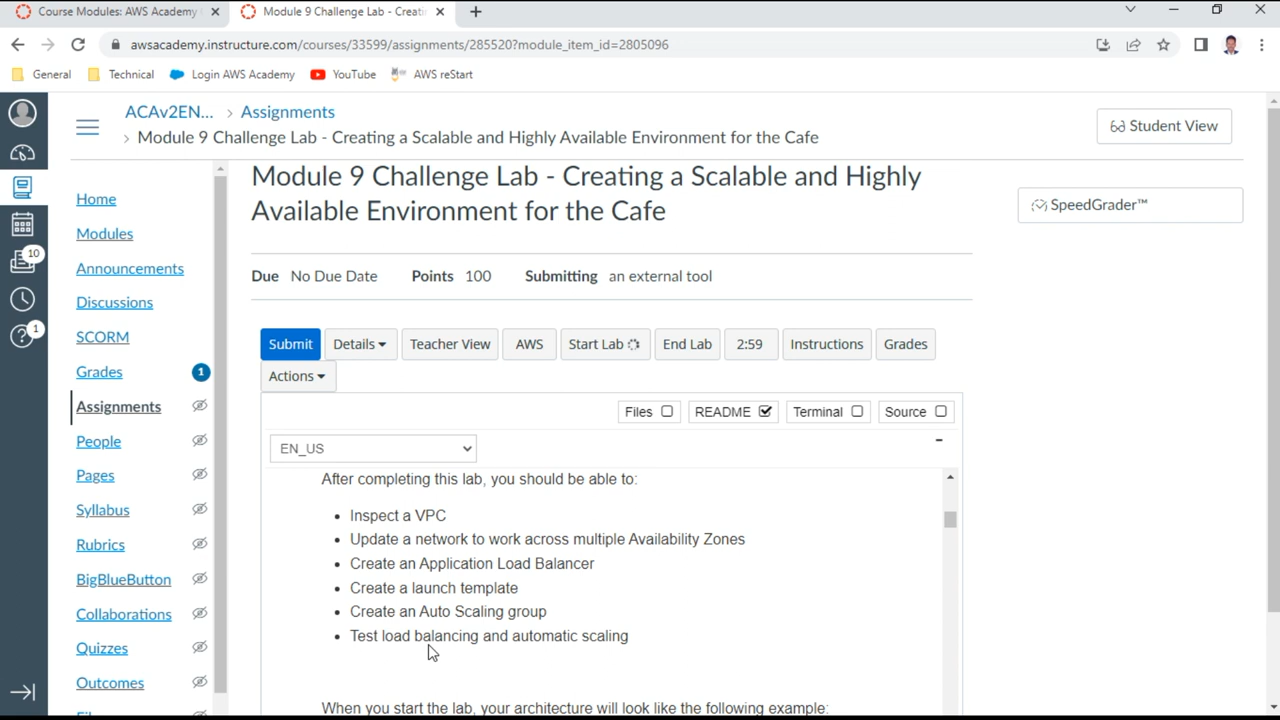 Course Modules: AWS Academy
Module 9 Challenge Lab - Creati
awsacademy.instructure.com/courses/33599/assignments/285520?module_item_id=2805096
General
Technical
Login AWS Academy
YouTube
AWS reStart
ACAv2EN...
Assignments
Module 9 Challenge Lab - Creating a Scalable and Highly Available Environment for the Cafe
Student View
10
1
Home
Modules
Announcements
Discussions
SCORM
Grades
1
Assignments
People
Pages
Syllabus
Rubrics
BigBlueButton
Collaborations
Quizzes
Outcomes
Module 9 Challenge Lab - Creating a Scalable and Highly
Available Environment for the Cafe
SpeedGrader™
Due No Due Date Points 100 Submitting an external tool
Submit Details Teacher View AWS Start Lab End Lab 2:59 Instructions Grades
Actions
Files README Terminal Source
EN_US
After completing this lab, you should be able to:
• Inspect a VPC
• Update a network to work across multiple Availability Zones
• Create an Application Load Balancer
• Create a launch template
• Create an Auto Scaling group
• Test load balancing and automatic scaling
When you start the lab, your architecture will look like the following example: